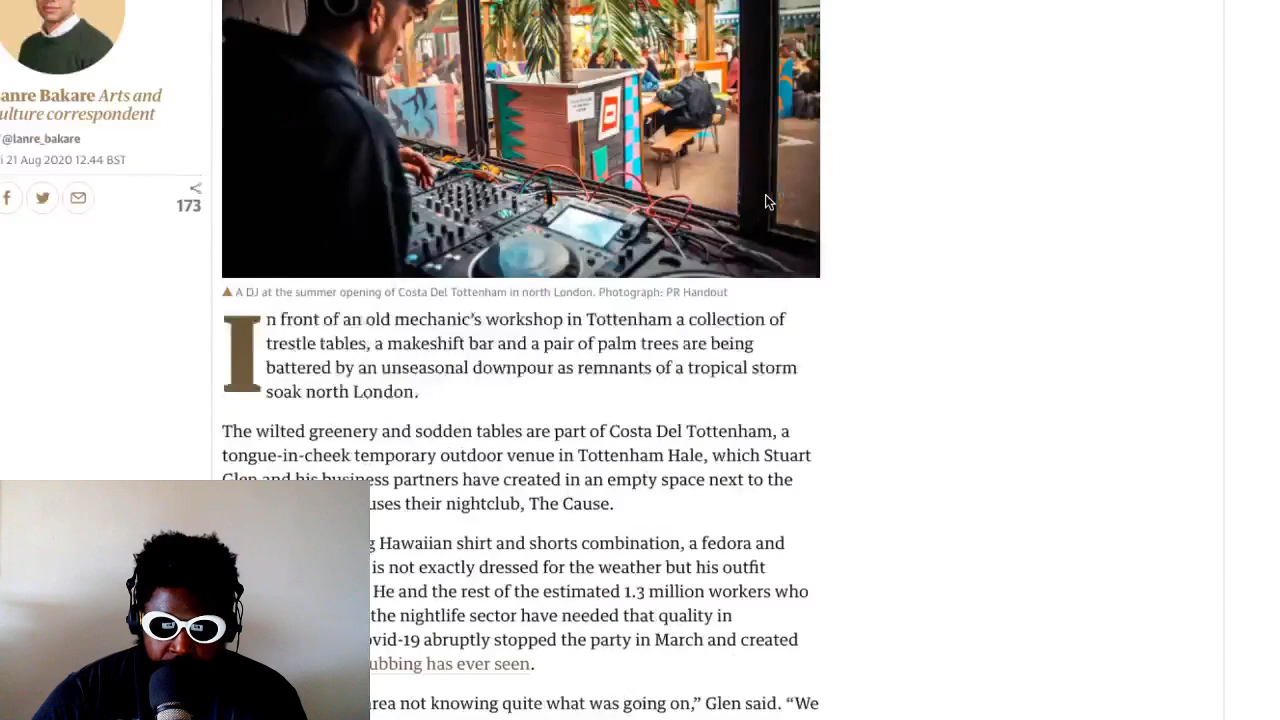 anre Bakare Arts and
ulture correspondent
@lanre_bakare
i 21 Aug 2020 12.44 BST
173
A DJ at the summer opening of Costa Del Tottenham in north London. Photograph: PR Handout
In front of an old mechanic’s workshop in Tottenham a collection of
trestle tables, a makeshift bar and a pair of palm trees are being
battered by an unseasonal downpour as remnants of a tropical storm
soak north London.
The wilted greenery and sodden tables are part of Costa Del Tottenham, a
tongue-in-cheek temporary outdoor venue in Tottenham Hale, which Stuart
Glen and his business partners have created in an empty space next to the
uses their nightclub, The Cause.
g Hawaiian shirt and shorts combination, a fedora and
is not exactly dressed for the weather but his outfit
He and the rest of the estimated 1.3 million workers who
the nightlife sector have needed that quality in
ovid-19 abruptly stopped the party in March and created
ubbing has ever seen.
area not knowing quite what was going on,” Glen said. “We